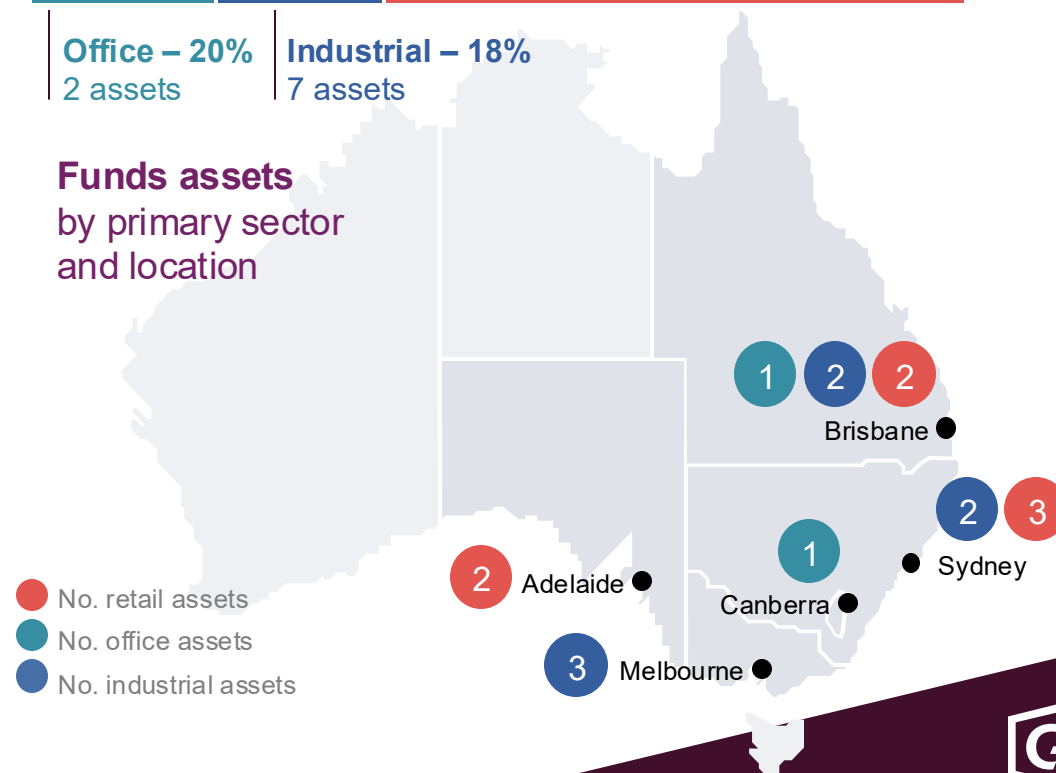 Office – 20%
2 assets
Industrial – 18%
7 assets
Funds assets
by primary sector
and location
1 2 2
Brisbane
2 3
Sydney
1
Canberra
2 Adelaide
3 Melbourne
No. retail assets
No. office assets
No. industrial assets
G